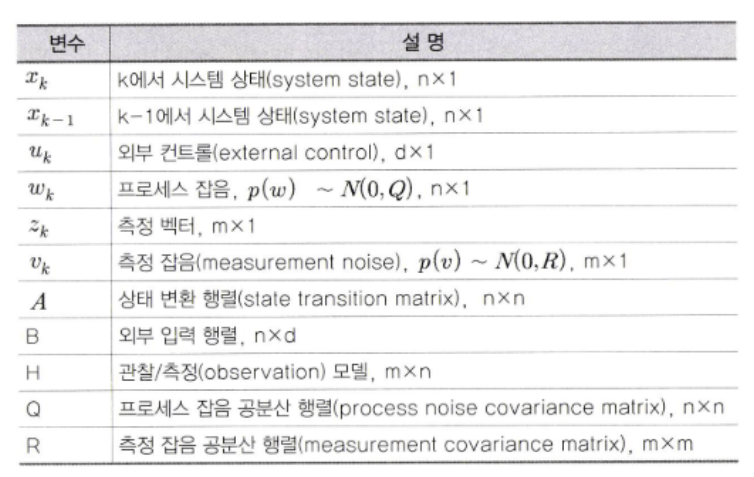 변수 설 명
x_k k에서 시스템 상태(system state), n×1
x_{k-1} k-1에서 시스템 상태(system state), n×1
u_k 외부 컨트롤(external control), d×1
w_k 프로세스 잡음, p(w) ~ N(0,Q), n×1
z_k 측정 벡터, m×1
v_k 측정 잡음(measurement noise), p(v) ~ N(0,R), m×1
A 상태 변환 행렬(state transition matrix), n×n
B 외부 입력 행렬, n×d
H 관찰/측정(observation) 모델, m×n
Q 프로세스 잡음 공분산 행렬(process noise covariance matrix), n×n
R 측정 잡음 공분산 행렬(measurement covariance matrix), m×m